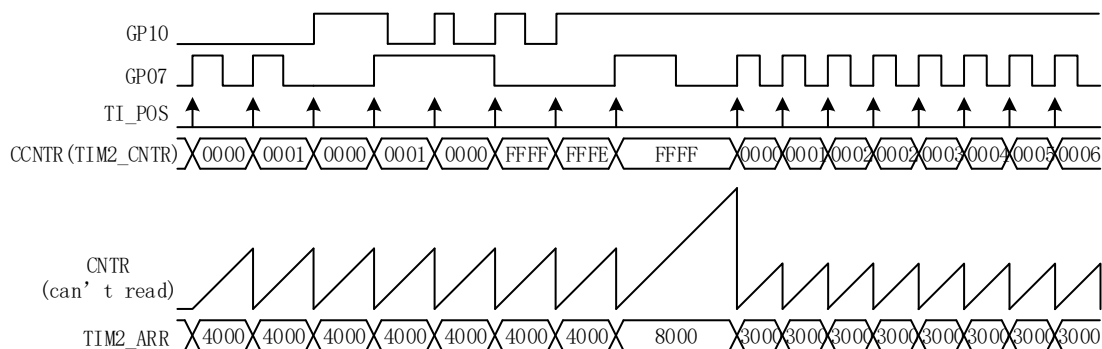 GP10
GP07
TI_POS
CCNTR(TIM2_CNTR) 0000 0001 0000 0001 0000 FFFF FFFE FFFF 0000 0001 0002 0002 0003 0004 0005 0006
CNTR
(can't read)
TIM2_ARR 4000 4000 4000 4000 4000 4000 4000 8000 3000 3000 3000 3000 3000 3000 3000 3000